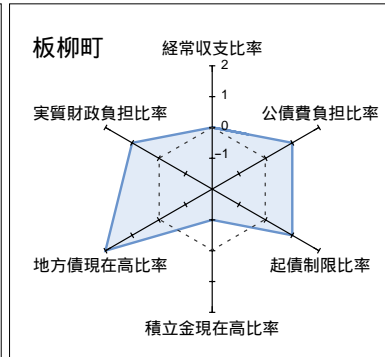 板柳町
経常収支比率
2
1
実質財政負担比率
公債費負担比率
0
-1
地方債現在高比率
起債制限比率
積立金現在高比率